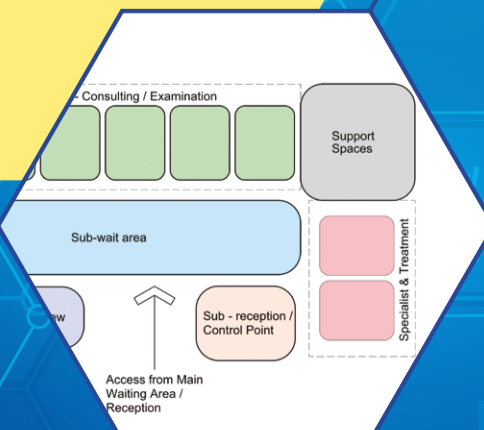 - Consulting / Examination
Support
Spaces
Sub-wait area
Specialist & Treatment
Sub - reception /
Control Point
Access from Main
Waiting Area /
Reception